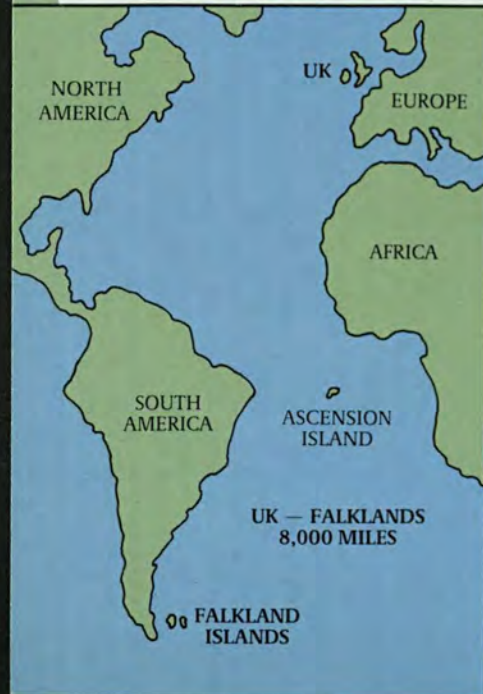 UK
NORTH
AMERICA
EUROPE
AFRICA
SOUTH
AMERICA
ASCENSION
ISLAND
UK — FALKLANDS
8,000 MILES
FALKLAND
ISLANDS